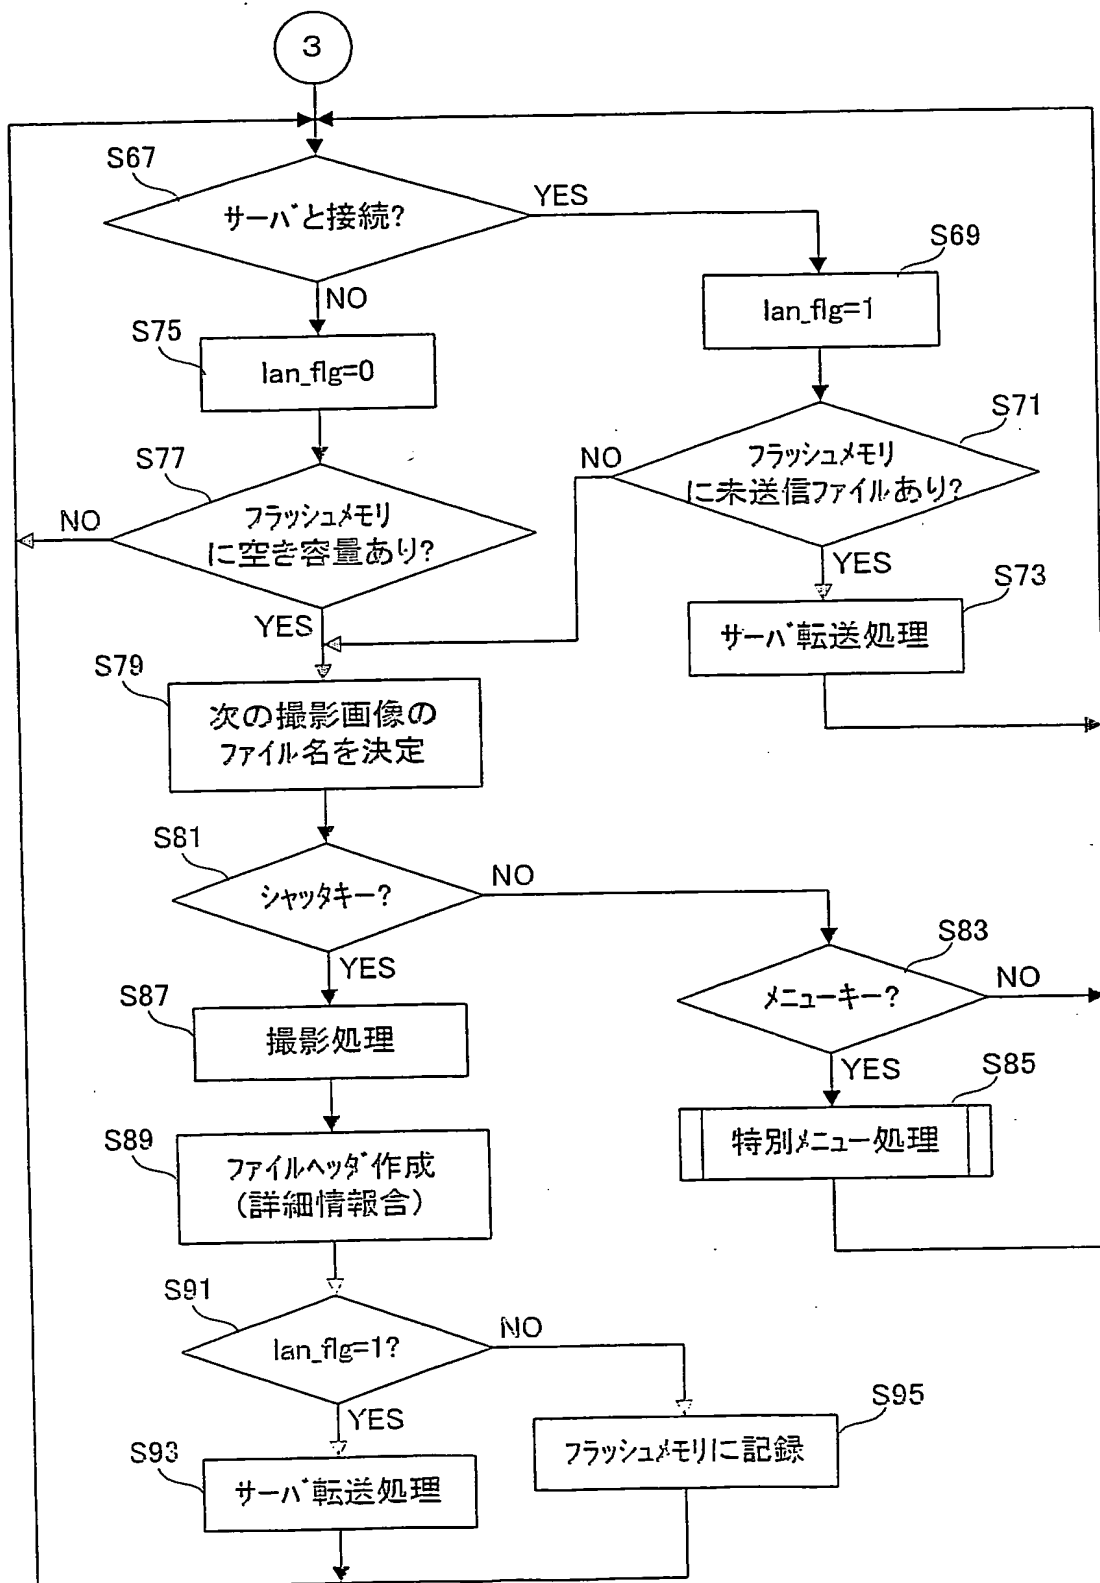 3
S67
サーバと接続?
YES
NO
S69
lan_flg=1
S75
lan_flg=0
S71
フラッシュメモリ
に未送信ファイルあり?
NO
YES
S77
フラッシュメモリ
に空き容量あり?
NO
YES
S73
サーバ転送処理
S79
次の撮影画像の
ファイル名を決定
S81
シャッタキー?
NO
YES
S83
メニューキー?
NO
YES
S87
撮影処理
S85
特別メニュー処理
S89
ファイルヘッダ作成
(詳細情報含)
S91
lan_flg=1?
NO
YES
S93
サーバ転送処理
S95
フラッシュメモリに記録